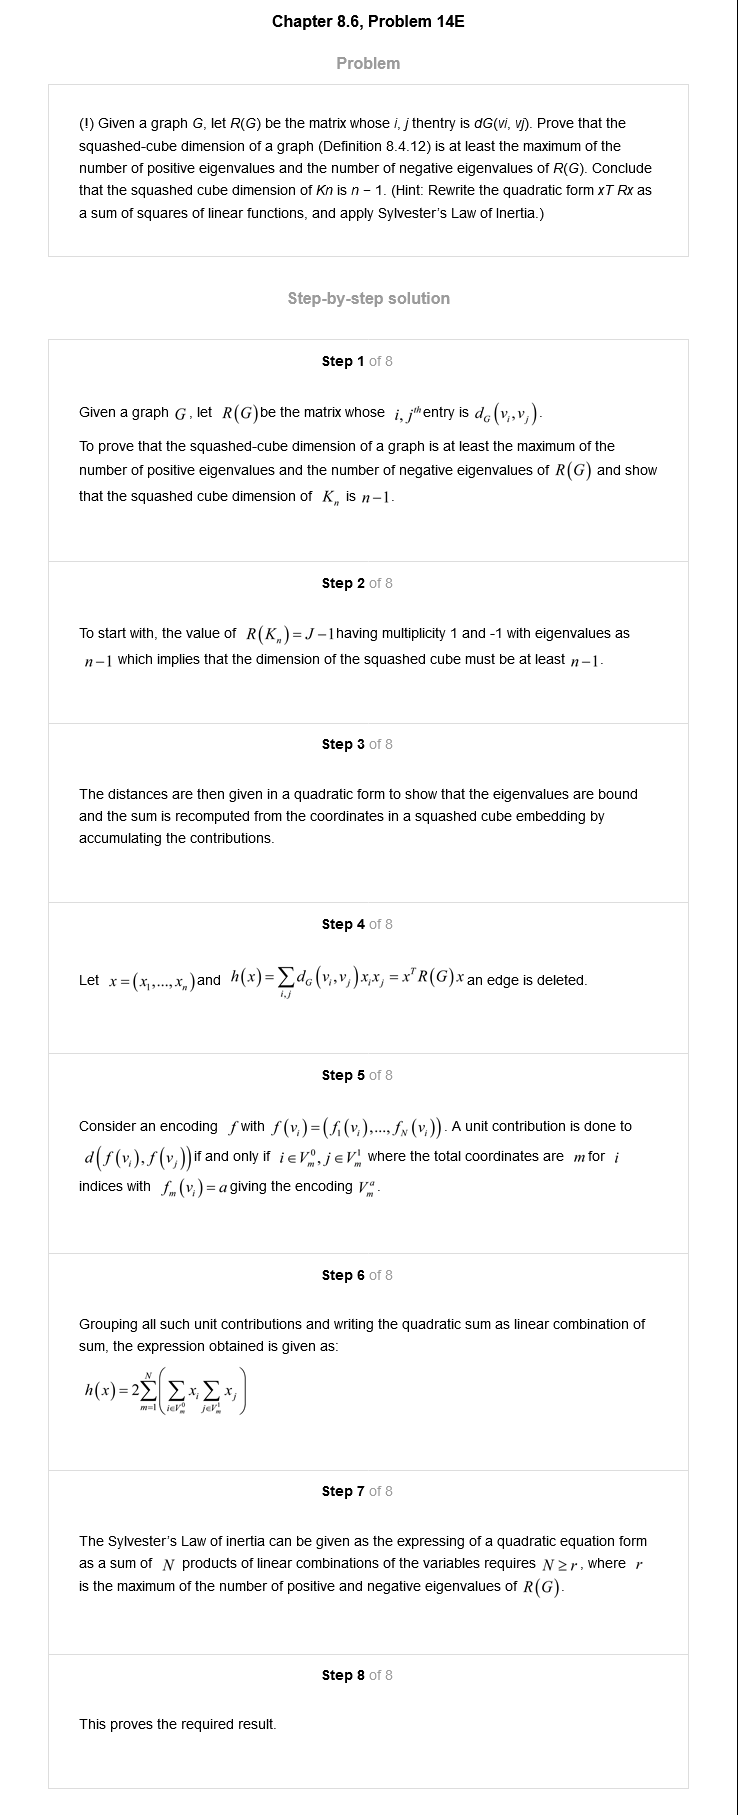 Chapter 8.6, Problem 14E
Problem
(!) Given a graph G, let R(G) be the matrix whose i, j thentry is dG(vi, vj). Prove that the
squashed-cube dimension of a graph (Definition 8.4.12) is at least the maximum of the
number of positive eigenvalues and the number of negative eigenvalues of R(G). Conclude
that the squashed cube dimension of Kn is n − 1. (Hint: Rewrite the quadratic form xT Rx as
a sum of squares of linear functions, and apply Sylvester's Law of Inertia.)
Step-by-step solution
Step 1 of 8
Given a graph G, let R(G) be the matrix whose i, j^{th} entry is d_G(v_i, v_j).
To prove that the squashed-cube dimension of a graph is at least the maximum of the
number of positive eigenvalues and the number of negative eigenvalues of R(G) and show
that the squashed cube dimension of K_n is n−1.
Step 2 of 8
To start with, the value of R(K_n) = J −1 having multiplicity 1 and -1 with eigenvalues as
n−1 which implies that the dimension of the squashed cube must be at least n−1.
Step 3 of 8
The distances are then given in a quadratic form to show that the eigenvalues are bound
and the sum is recomputed from the coordinates in a squashed cube embedding by
accumulating the contributions.
Step 4 of 8
Let x = (x_1,..., x_n) and h(x) = ∑_{i,j} d_G(v_i, v_j) x_i x_j = x^T R(G) x an edge is deleted.
Step 5 of 8
Consider an encoding f with f(v_i) = (f_1(v_i),..., f_N(v_i)). A unit contribution is done to
d(f(v_i), f(v_j)) if and only if i ∈ V_m^0, j ∈ V_m^1 where the total coordinates are m for i
indices with f_m(v_i) = a giving the encoding V_m^a.
Step 6 of 8
Grouping all such unit contributions and writing the quadratic sum as linear combination of
sum, the expression obtained is given as:
h(x) = 2∑_{m=1}^{N} (∑_{i∈V_m^0} x_i ∑_{j∈V_m^1} x_j)
Step 7 of 8
The Sylvester's Law of inertia can be given as the expressing of a quadratic equation form
as a sum of N products of linear combinations of the variables requires N ≥ r, where r
is the maximum of the number of positive and negative eigenvalues of R(G).
Step 8 of 8
This proves the required result.